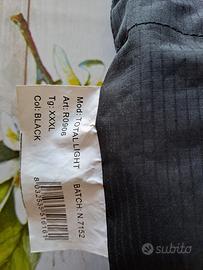 Mod: TOTAL LIGHT
Art: R0906
Tg: XXXL
Col: BLACK
BATCH: N.7152
subito